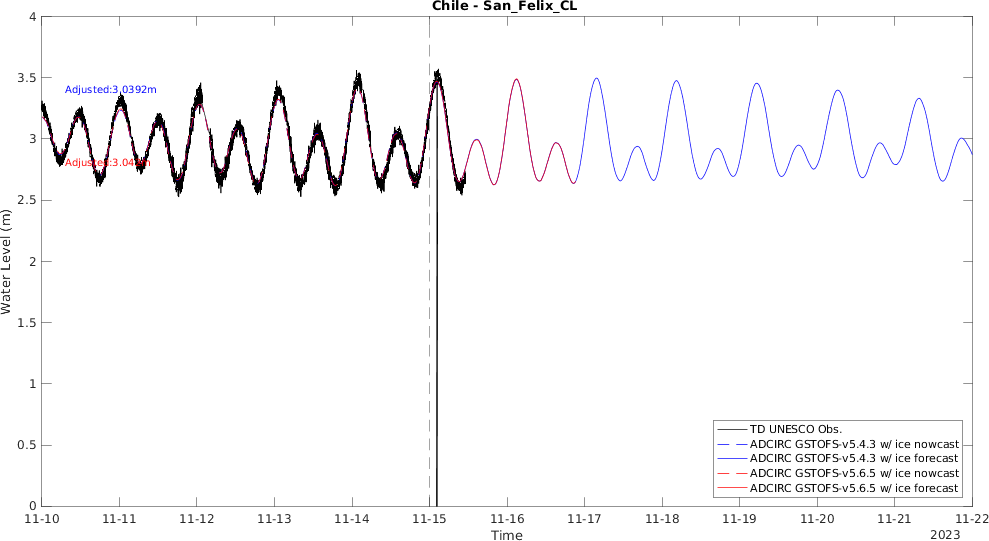 Chile - San_Felix_CL
4
3.5
3
2.5
2
1.5
1
0.5
0
Water Level (m)
Adjusted:3.0392m
TD UNESCO Obs.
ADCIRC GSTOFS-v5.4.3 w/ ice nowcast
ADCIRC GSTOFS-v5.4.3 w/ ice forecast
ADCIRC GSTOFS-v5.6.5 w/ ice nowcast
ADCIRC GSTOFS-v5.6.5 w/ ice forecast
11-10 11-11 11-12 11-13 11-14 11-15 11-16 11-17 11-18 11-19 11-20 11-21 11-22
Time
2023